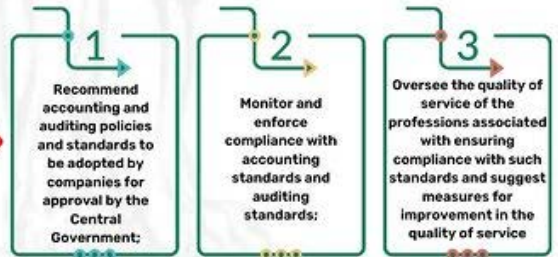 1
Recommend
accounting and
auditing policies
and standards to
be adopted by
companies for
approval by the
Central
Government;
2
Monitor and
enforce
compliance with
accounting
standards and
auditing
standards;
3
Oversee the quality of
service of the
professions associated
with ensuring
compliance with such
standards and suggest
measures for
improvement in the
quality of service